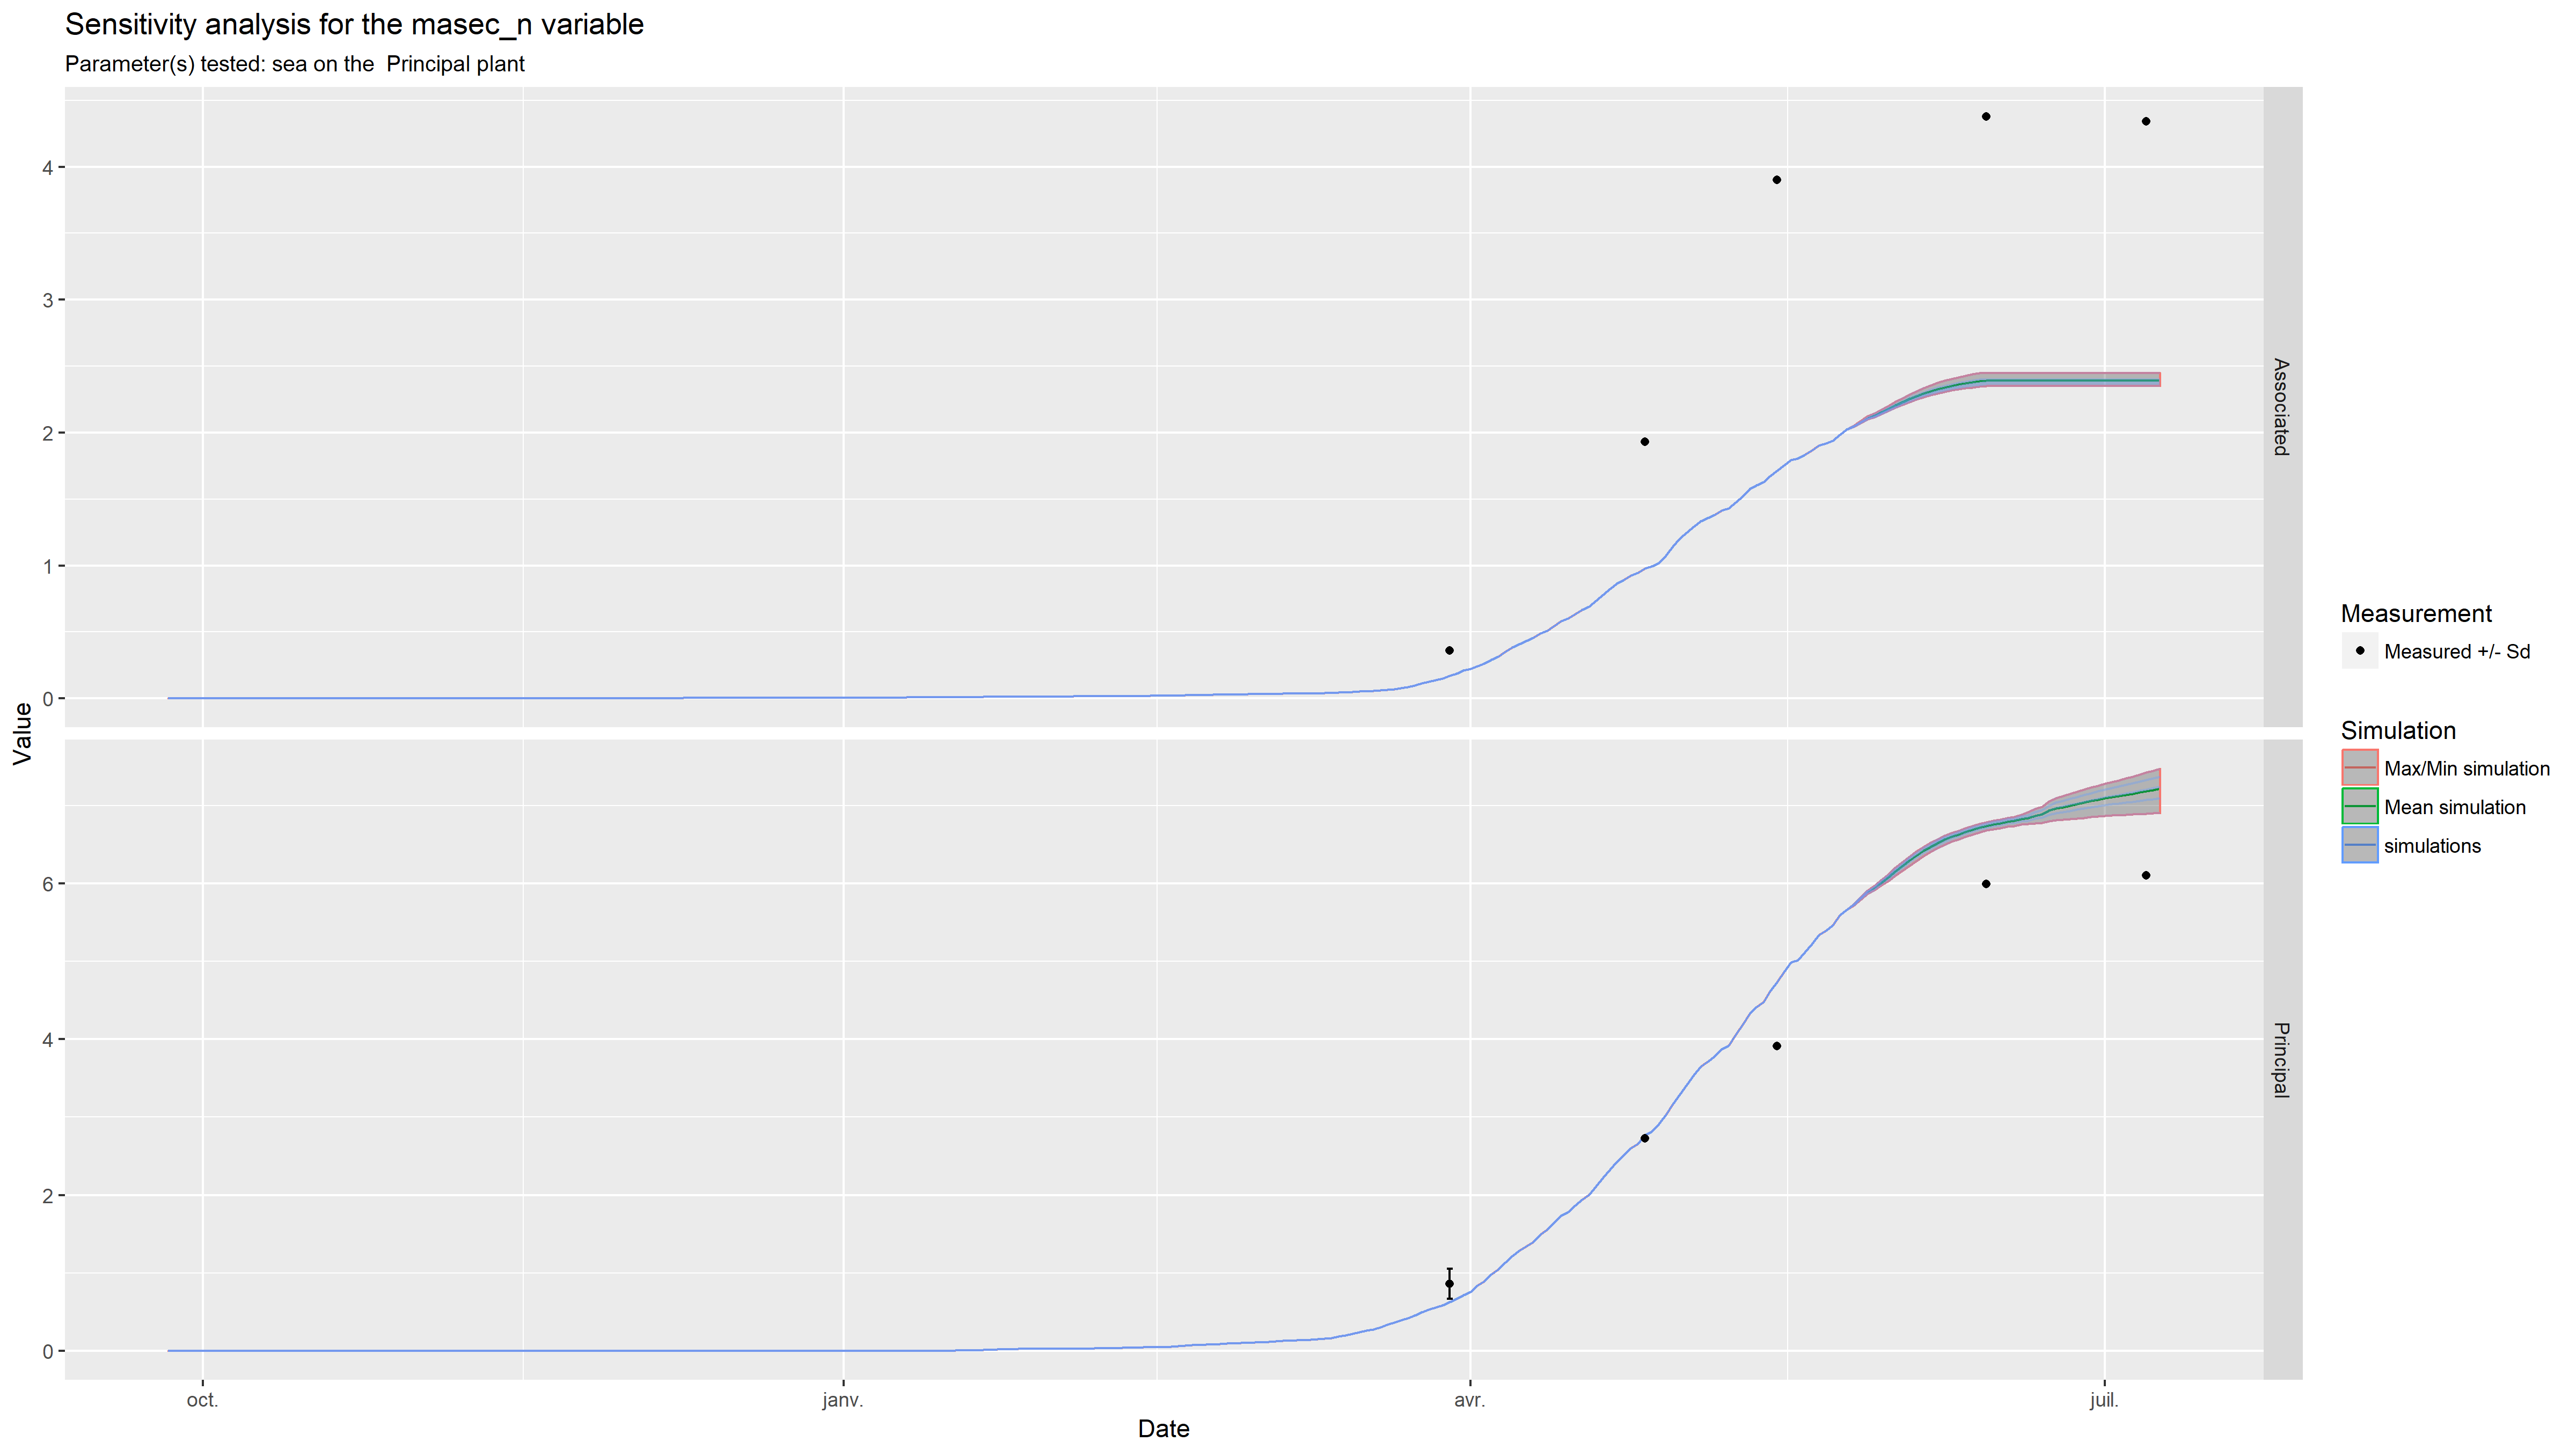 Sensitivity analysis for the masec_n variable
Parameter(s) tested: sea on the  Principal plant
4
3
2
1
0
Associated
6
4
2
0
Principal
Value
oct.
janv.
avr.
juil.
Date
Measurement
Measured +/- Sd
Simulation
Max/Min simulation
Mean simulation
simulations